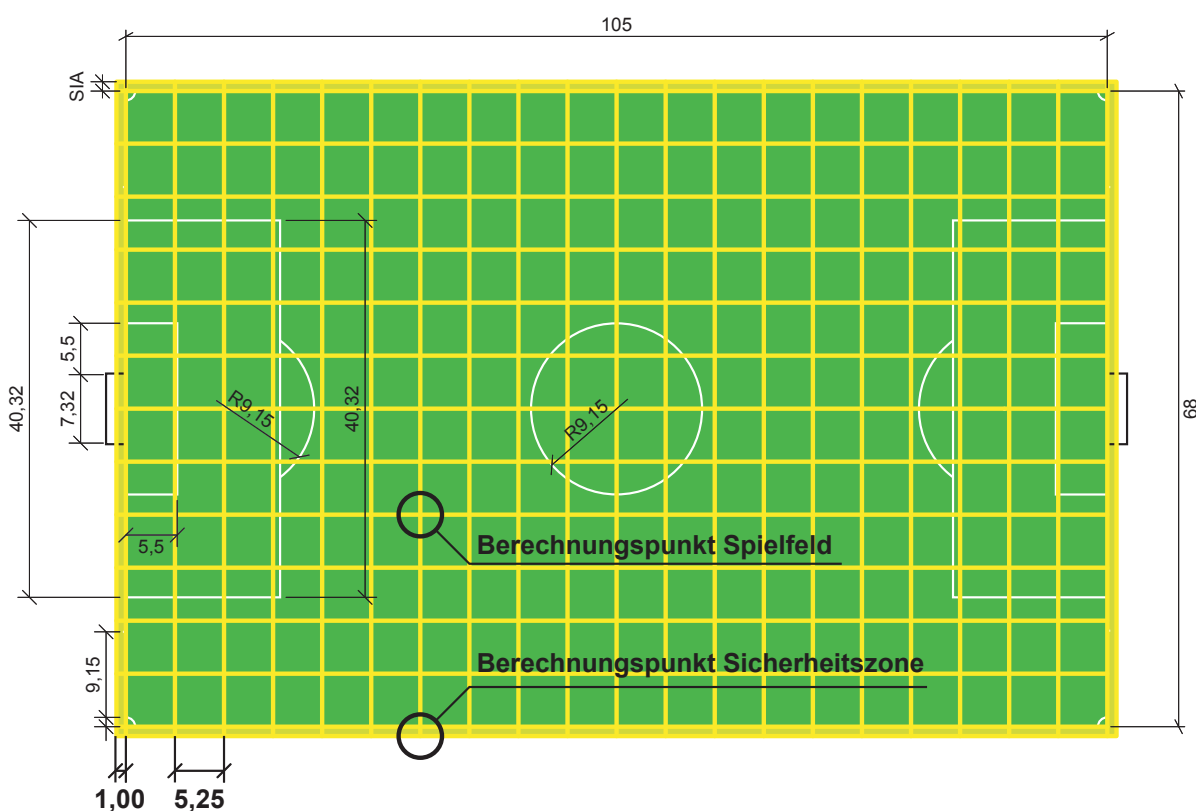 105
SIA
5,5
40,32
7,32
40,32
R9,15
R9,15
68
5,5
Berechnungspunkt Spielfeld
Berechnungspunkt Sicherheitszone
9,15
1,00
5,25